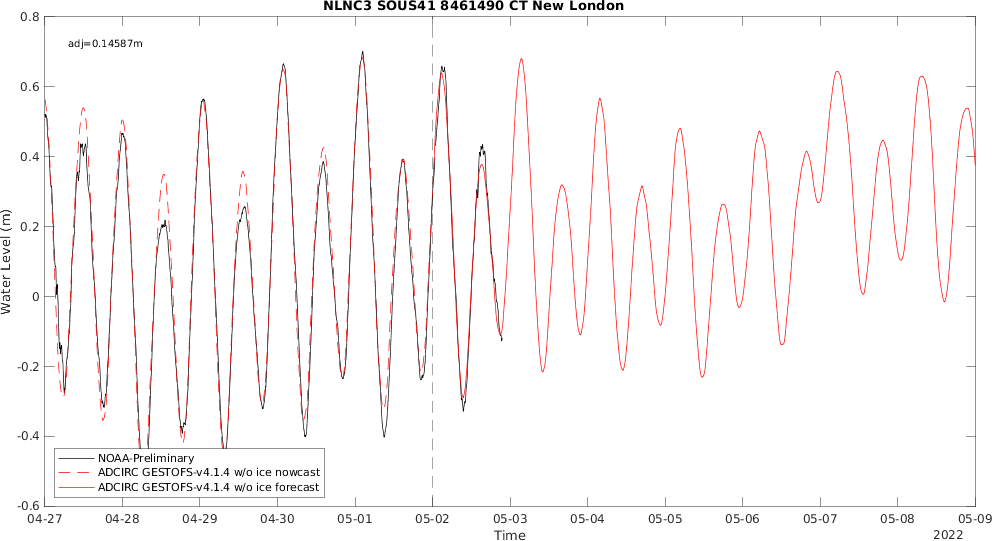 NLNC3 SOUS41 8461490 CT New London
adj=0.14587m
0.8
0.6
0.4
0.2
0
-0.2
-0.4
-0.6
Water Level (m)
NOAA-Preliminary
ADCIRC GESTOFS-v4.1.4 w/o ice nowcast
ADCIRC GESTOFS-v4.1.4 w/o ice forecast
04-27 04-28 04-29 04-30 05-01 05-02 05-03 05-04 05-05 05-06 05-07 05-08 05-09
Time
2022